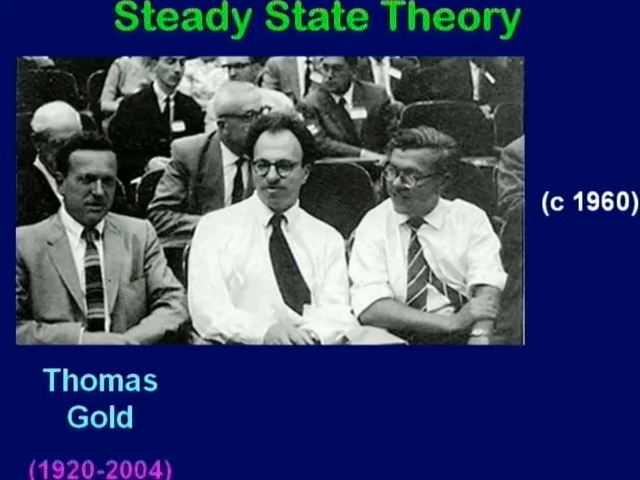 Steady State Theory
(c 1960)
Thomas
Gold
(1920-2004)